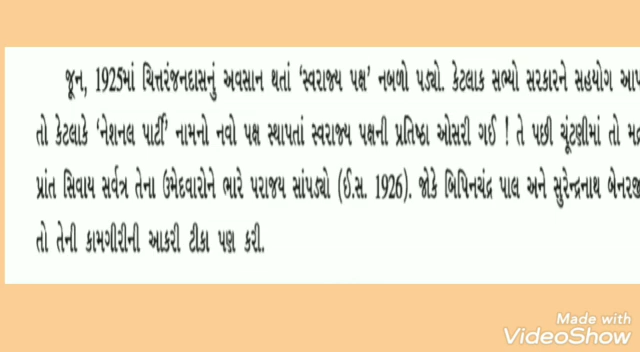 જૂન, 1925માં ચિત્તરંજનદાસનું અવસાન થતાં ‘સ્વરાજ્ય પક્ષ’ નબળો પડ્યો. કેટલાક સભ્યો સરકારને સહયોગ
તો કેટલાકે ‘નેશનલ પાર્ટી’ નામનો નવો પક્ષ સ્થાપતાં સ્વરાજ્ય પક્ષની પ્રતિષ્ઠા ઓસરી ગઈ ! તે પછી ચૂંટણીમાં તો
પ્રાંત સિવાય સર્વત્ર તેના ઉમેદવારોને ભારે પરાજય સાંપડ્યો (ઈ.સ. 1926). જોકે બિપિનચંદ્ર પાલ અને સુરેન્દ્રનાથ
તો તેની કામગીરીની આકરી ટીકા પણ કરી.
Made with
VideoShow